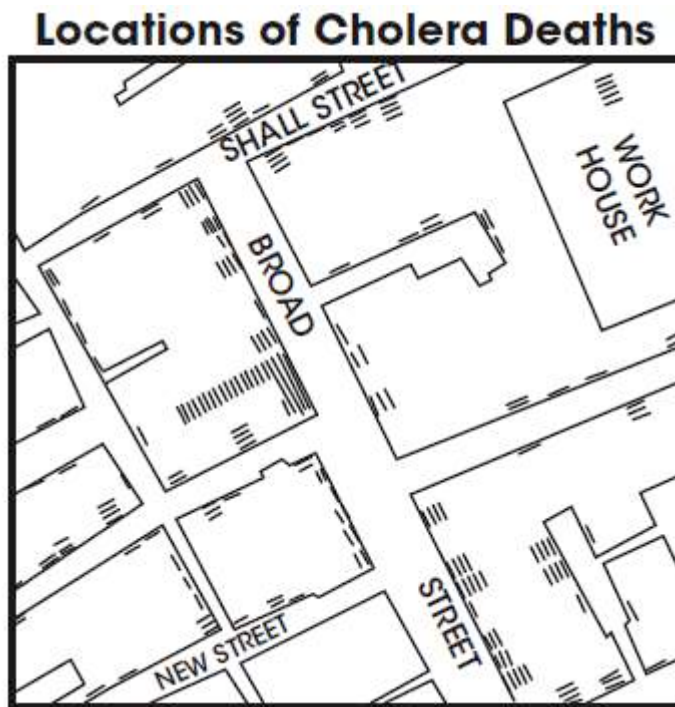 Locations of Cholera Deaths
SHALL STREET
WORK
HOUSE
BROAD
STREET
NEW STREET